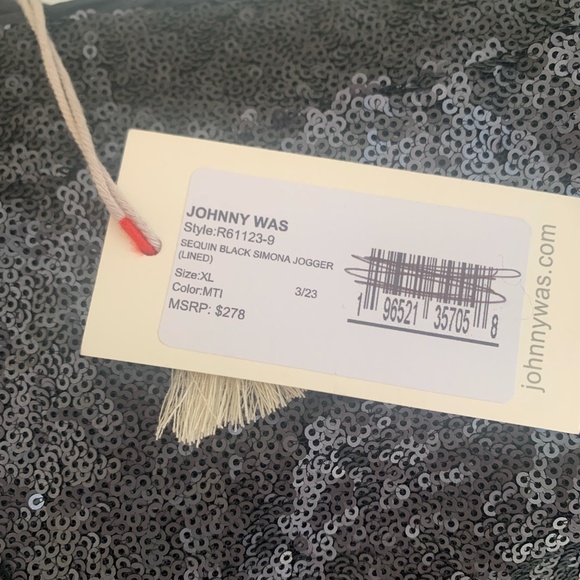 JOHNNY WAS
Style:R61123-9
SEQUIN BLACK SIMONA JOGGER
(LINED)
Size:XL
Color:MTI 3/23
MSRP: $278
1 96521 35705 8
johnnywas.com